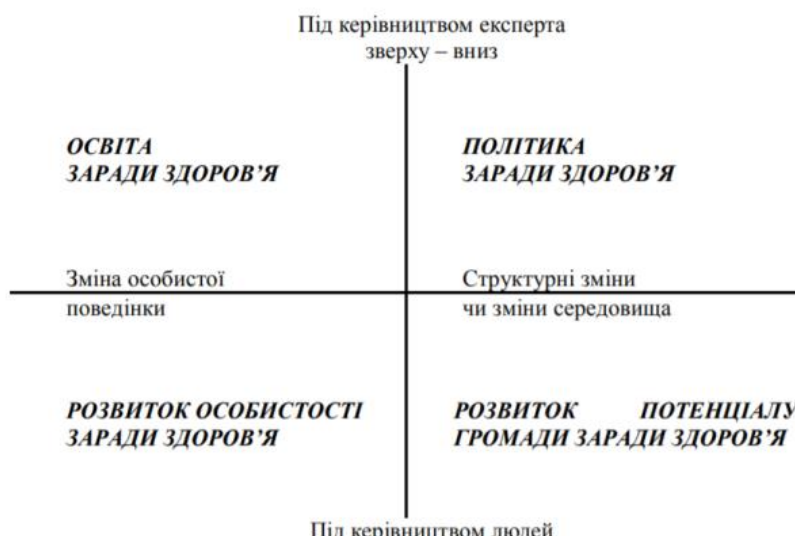 Під керівництвом експерта
зверху – вниз
ОСВІТА
ЗАРАДИ ЗДОРОВ’Я
ПОЛІТИКА
ЗАРАДИ ЗДОРОВ’Я
Зміна особистої
поведінки
Структурні зміни
чи зміни середовища
РОЗВИТОК ОСОБИСТОСТІ
ЗАРАДИ ЗДОРОВ’Я
РОЗВИТОК ПОТЕНЦІАЛУ
ГРОМАДИ ЗАРАДИ ЗДОРОВ’Я
Під керівництвом людей